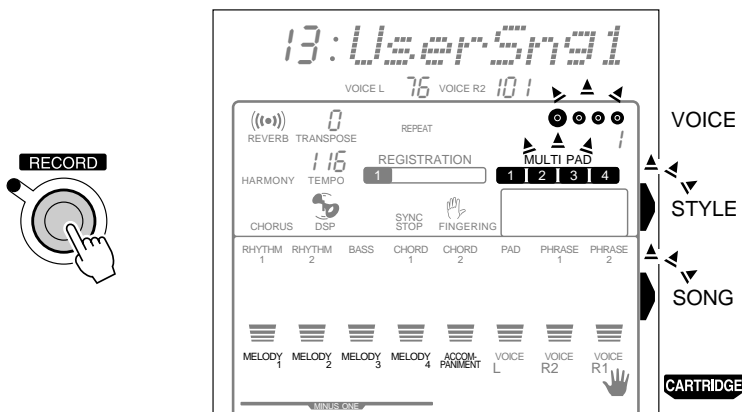 13:UserSng1
VOICE L 76 VOICE R2 101
REVERB TRANSPOSE 0 REPEAT 1 VOICE
RECORD
HARMONY TEMPO 116 REGISTRATION 1 MULTI PAD 1 2 3 4
CHORUS DSP SYNC STOP FINGERING STYLE
RHYTHM 1 RHYTHM 2 BASS CHORD 1 CHORD 2 PAD PHRASE 1 PHRASE 2
SONG
MELODY 1 MELODY 2 MELODY 3 MELODY 4 ACCOM-PANIMENT VOICE L VOICE R2 VOICE R1
CARTRIDGE
MINUS ONE